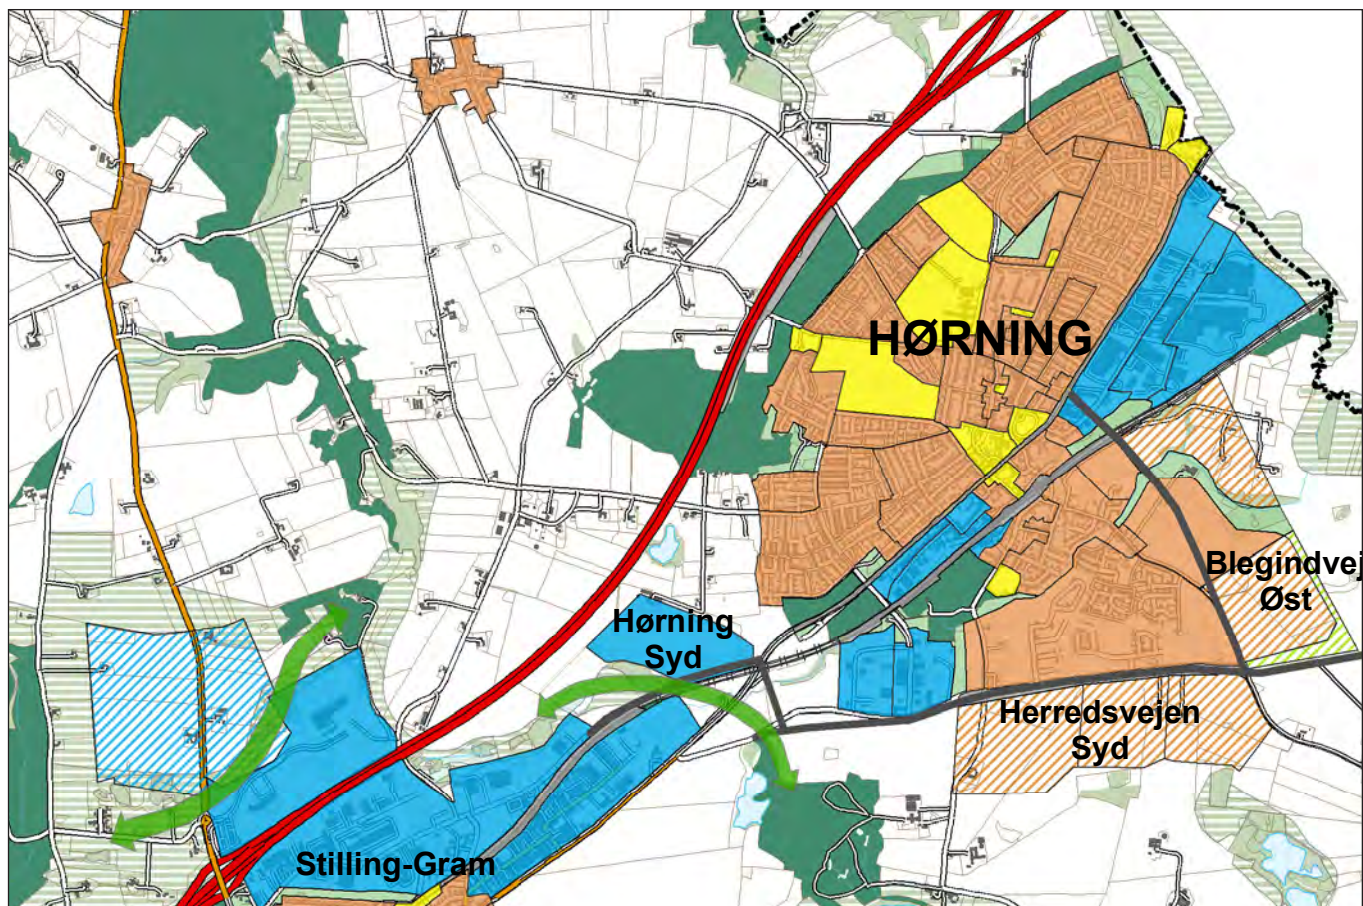 HØRNING
Blegindvej
Øst
Hørning
Syd
Herredsvejen
Syd
Stilling-Gram